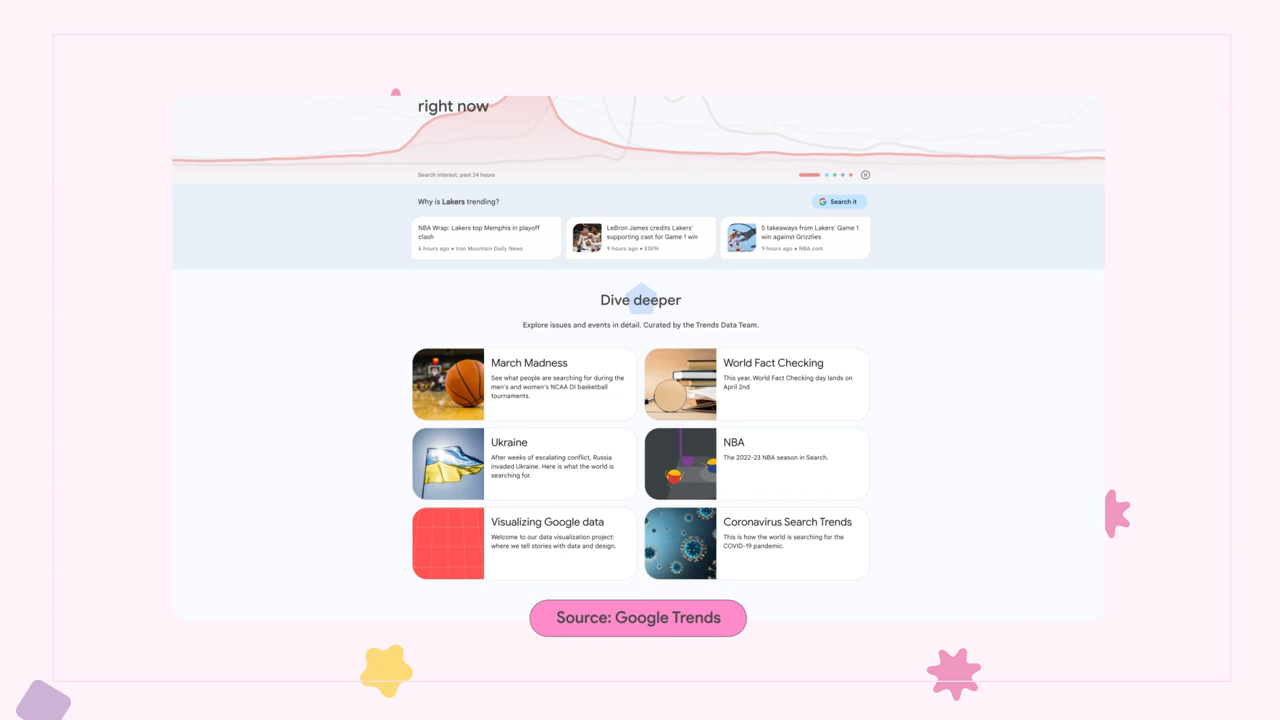 right now
Search interest, past 24 hours
Why is Lakers trending?
Search it
NBA Wrap: Lakers top Memphis in playoff
clash
6 hours ago • Iron Mountain Daily News
LeBron James credits Lakers'
supporting cast for Game 1 win
9 hours ago • ESPN
5 takeaways from Lakers' Game 1
win against Grizzlies
9 hours ago • NBA.com
Dive deeper
Explore issues and events in detail. Curated by the Trends Data Team.
March Madness
See what people are searching for during the
men's and women's NCAA DI basketball
tournaments.
World Fact Checking
This year, World Fact Checking day lands on
April 2nd
Ukraine
After weeks of escalating conflict, Russia
invaded Ukraine. Here is what the world is
searching for.
NBA
The 2022-23 NBA season in Search.
Visualizing Google data
Welcome to our data visualization project:
where we tell stories with data and design.
Coronavirus Search Trends
This is how the world is searching for the
COVID-19 pandemic.
Source: Google Trends